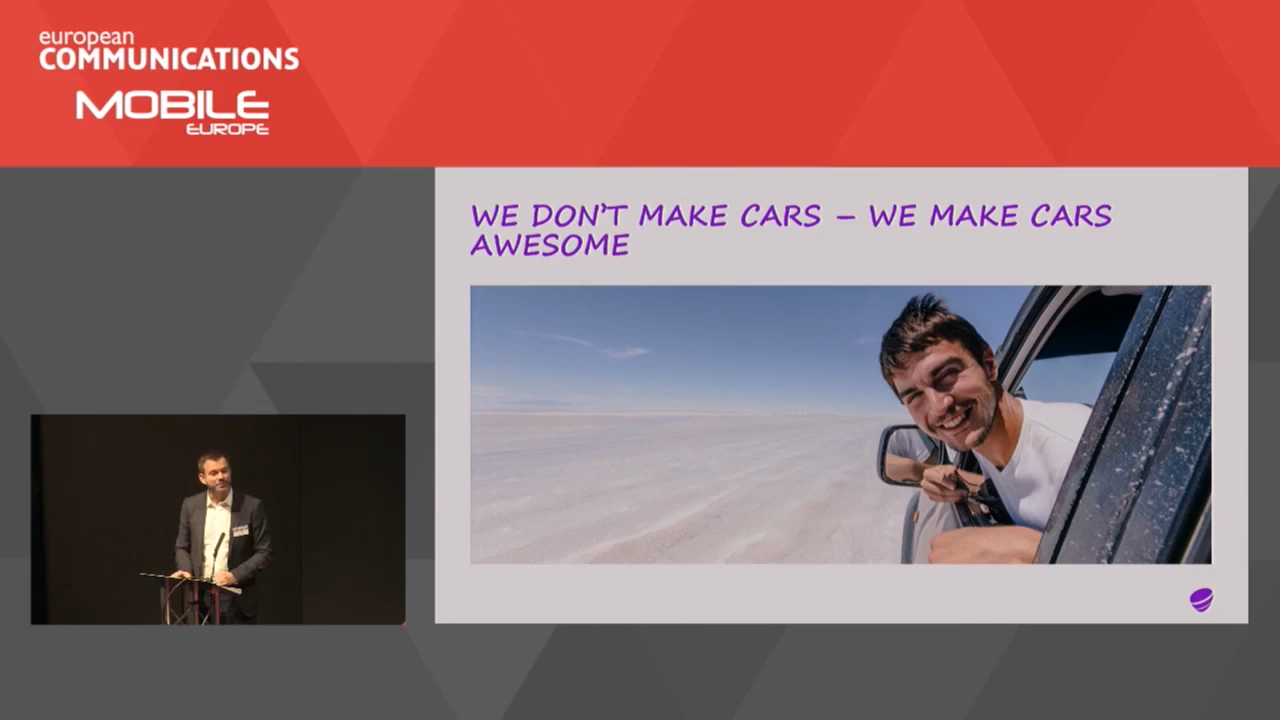 european
COMMUNICATIONS
MOBILE
EUROPE
WE DON'T MAKE CARS – WE MAKE CARS
AWESOME